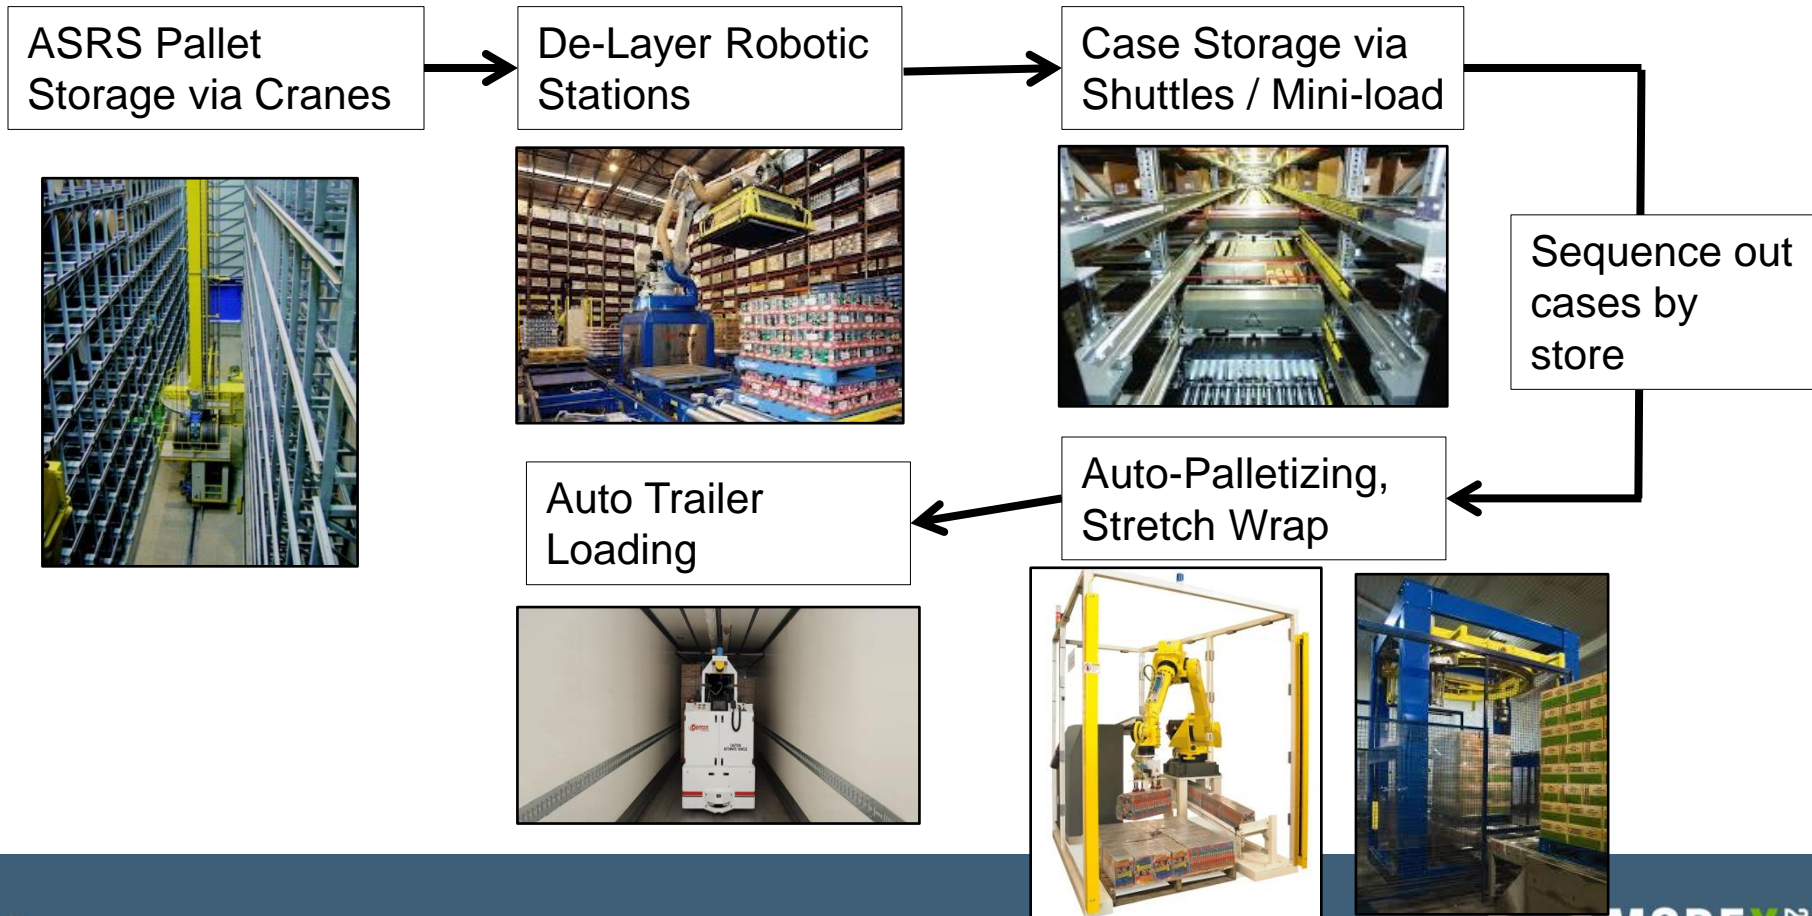 ASRS Pallet
Storage via Cranes
De-Layer Robotic
Stations
Case Storage via
Shuttles / Mini-load
Sequence out
cases by
store
Auto-Palletizing,
Stretch Wrap
Auto Trailer
Loading